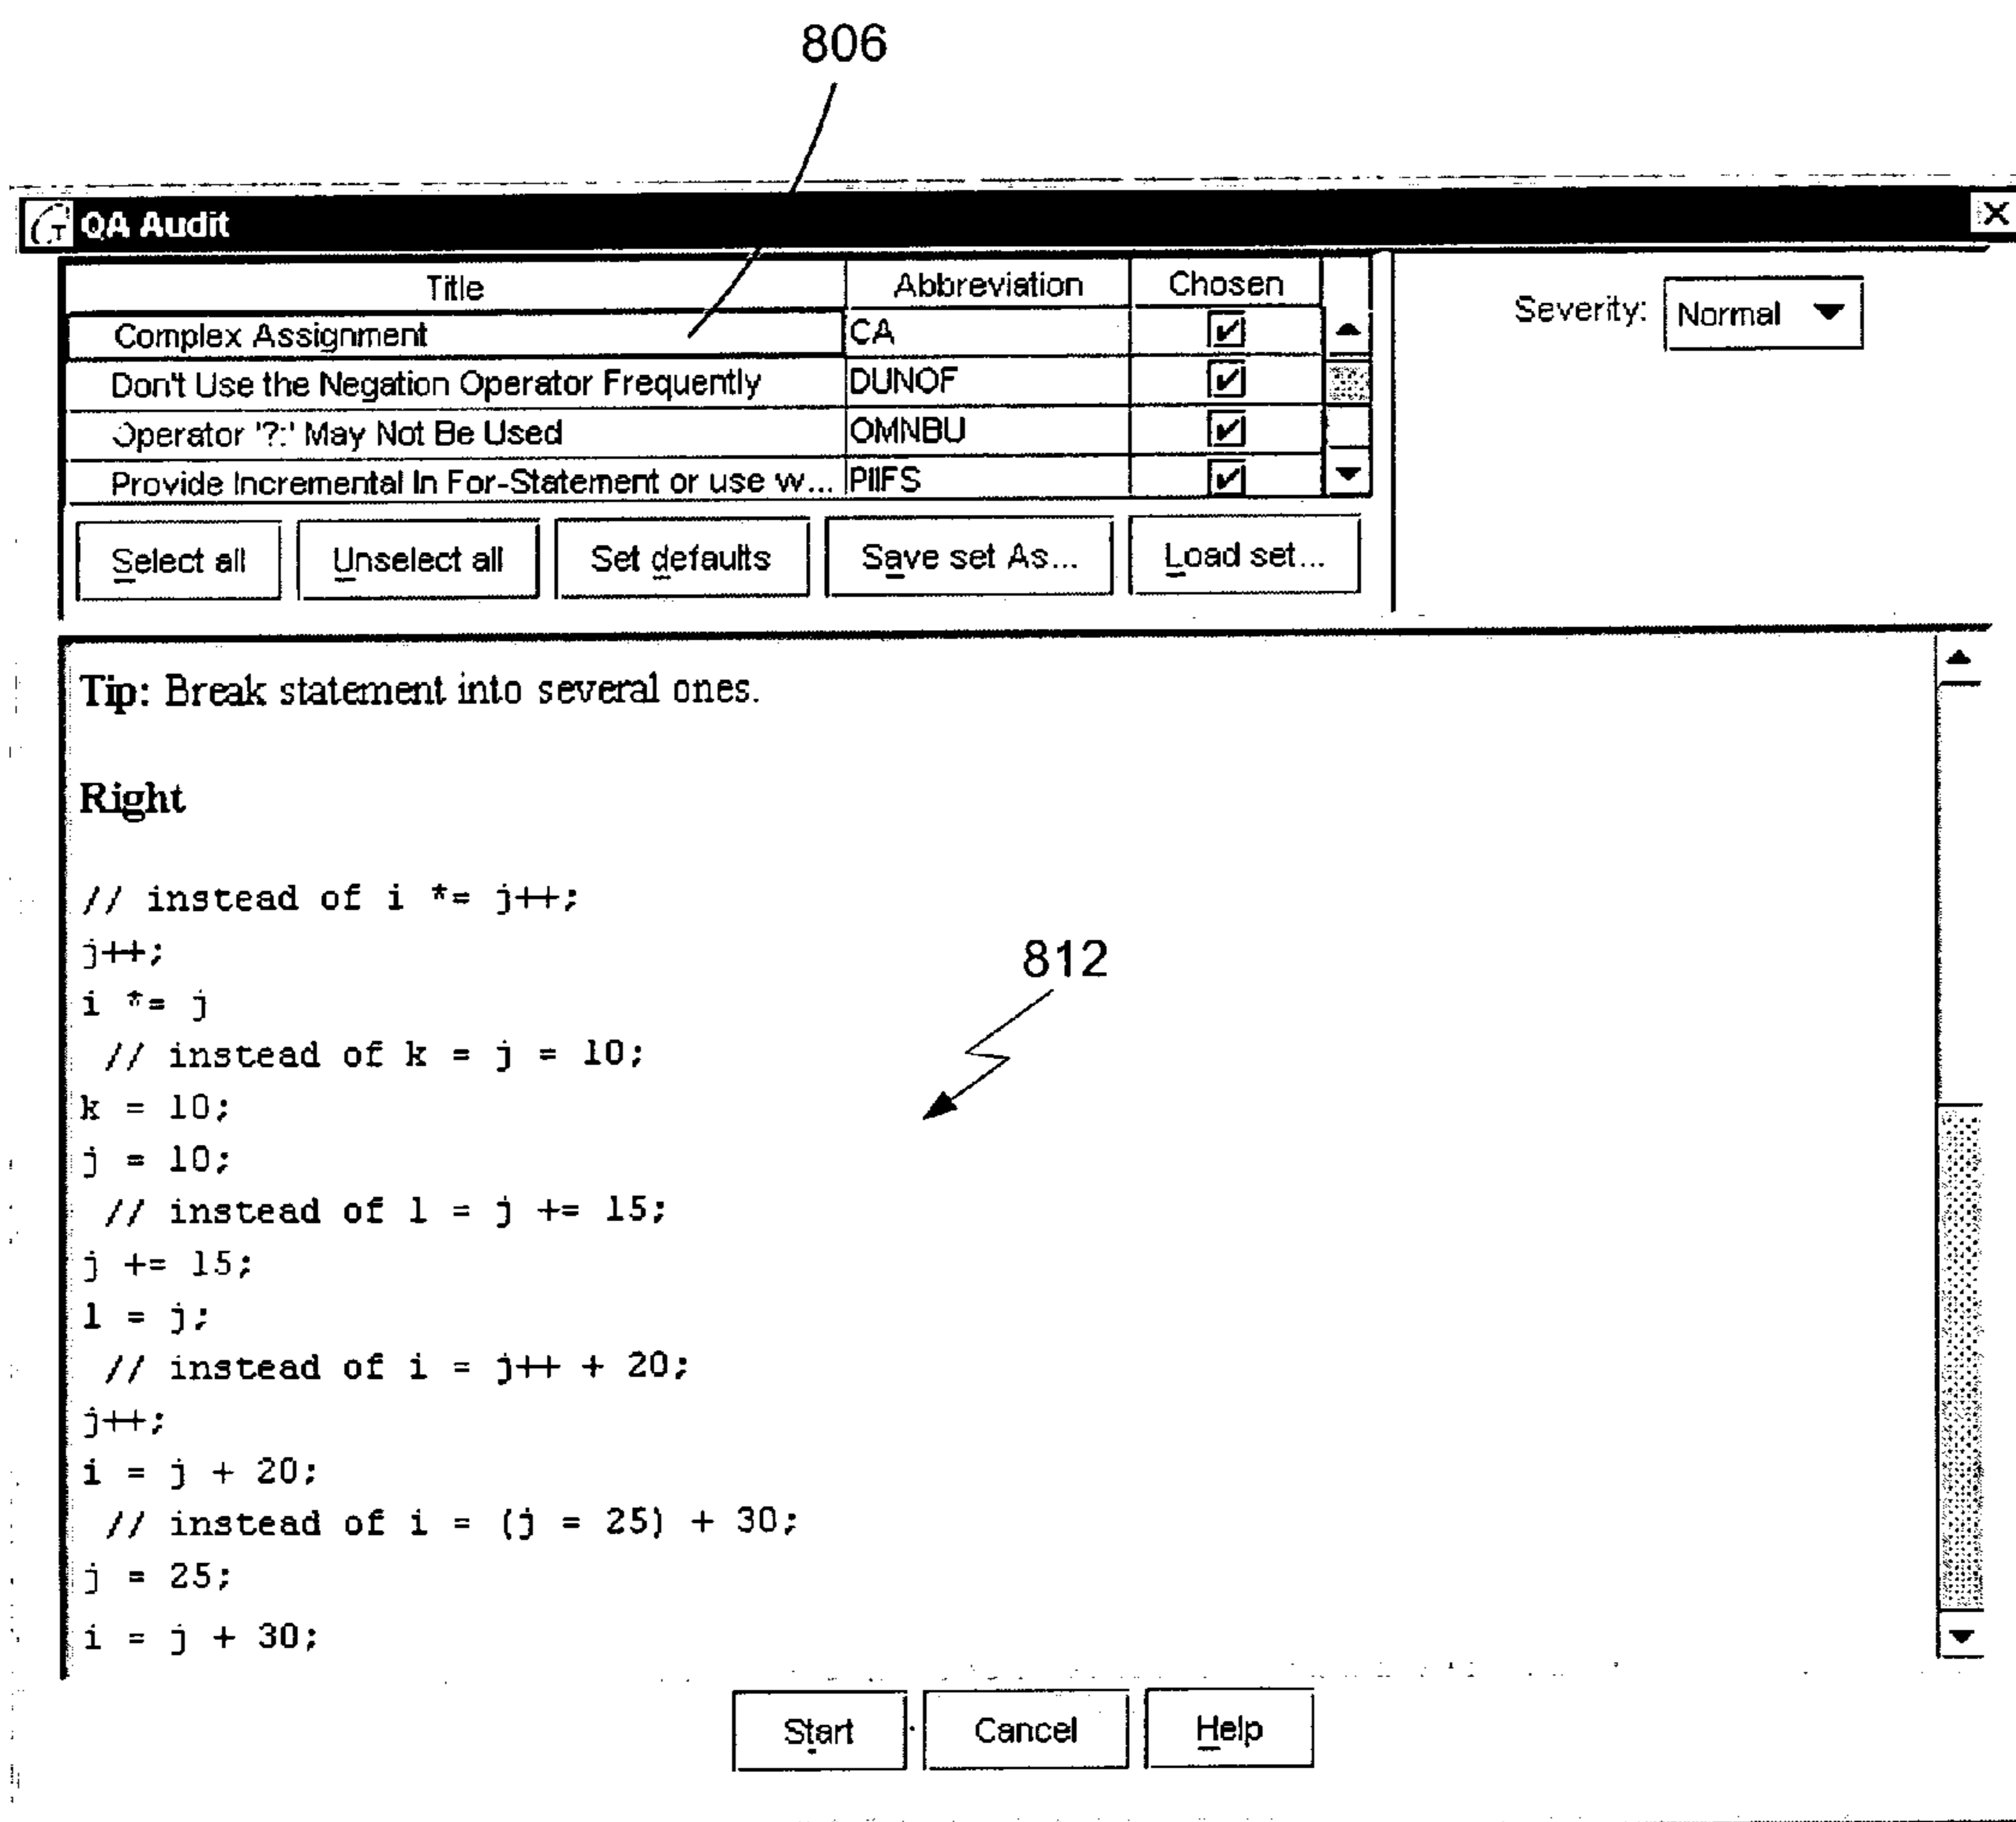 806
QA Audit
Title Abbreviation Chosen
Severity: Normal
Complex Assignment CA
Don't Use the Negation Operator Frequently DUNOF
Operator '?:' May Not Be Used OMNBU
Provide Incremental In For-Statement or use w... PIIFS
Select all Unselect all Set defaults Save set As... Load set...
Tip: Break statement into several ones.
Right
// instead of i *= j++;
j++;
812
i *= j
// instead of k = j = 10;
k = 10;
j = 10;
// instead of l = j += 15;
j += 15;
l = j;
// instead of i = j++ + 20;
j++;
i = j + 20;
// instead of i = (j = 25) + 30;
j = 25;
i = j + 30;
Start Cancel Help